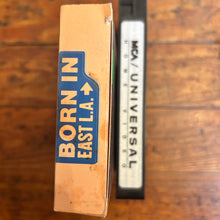 BORN IN
EAST L.A.
MCA/UNIVERSAL
HOME VIDEO